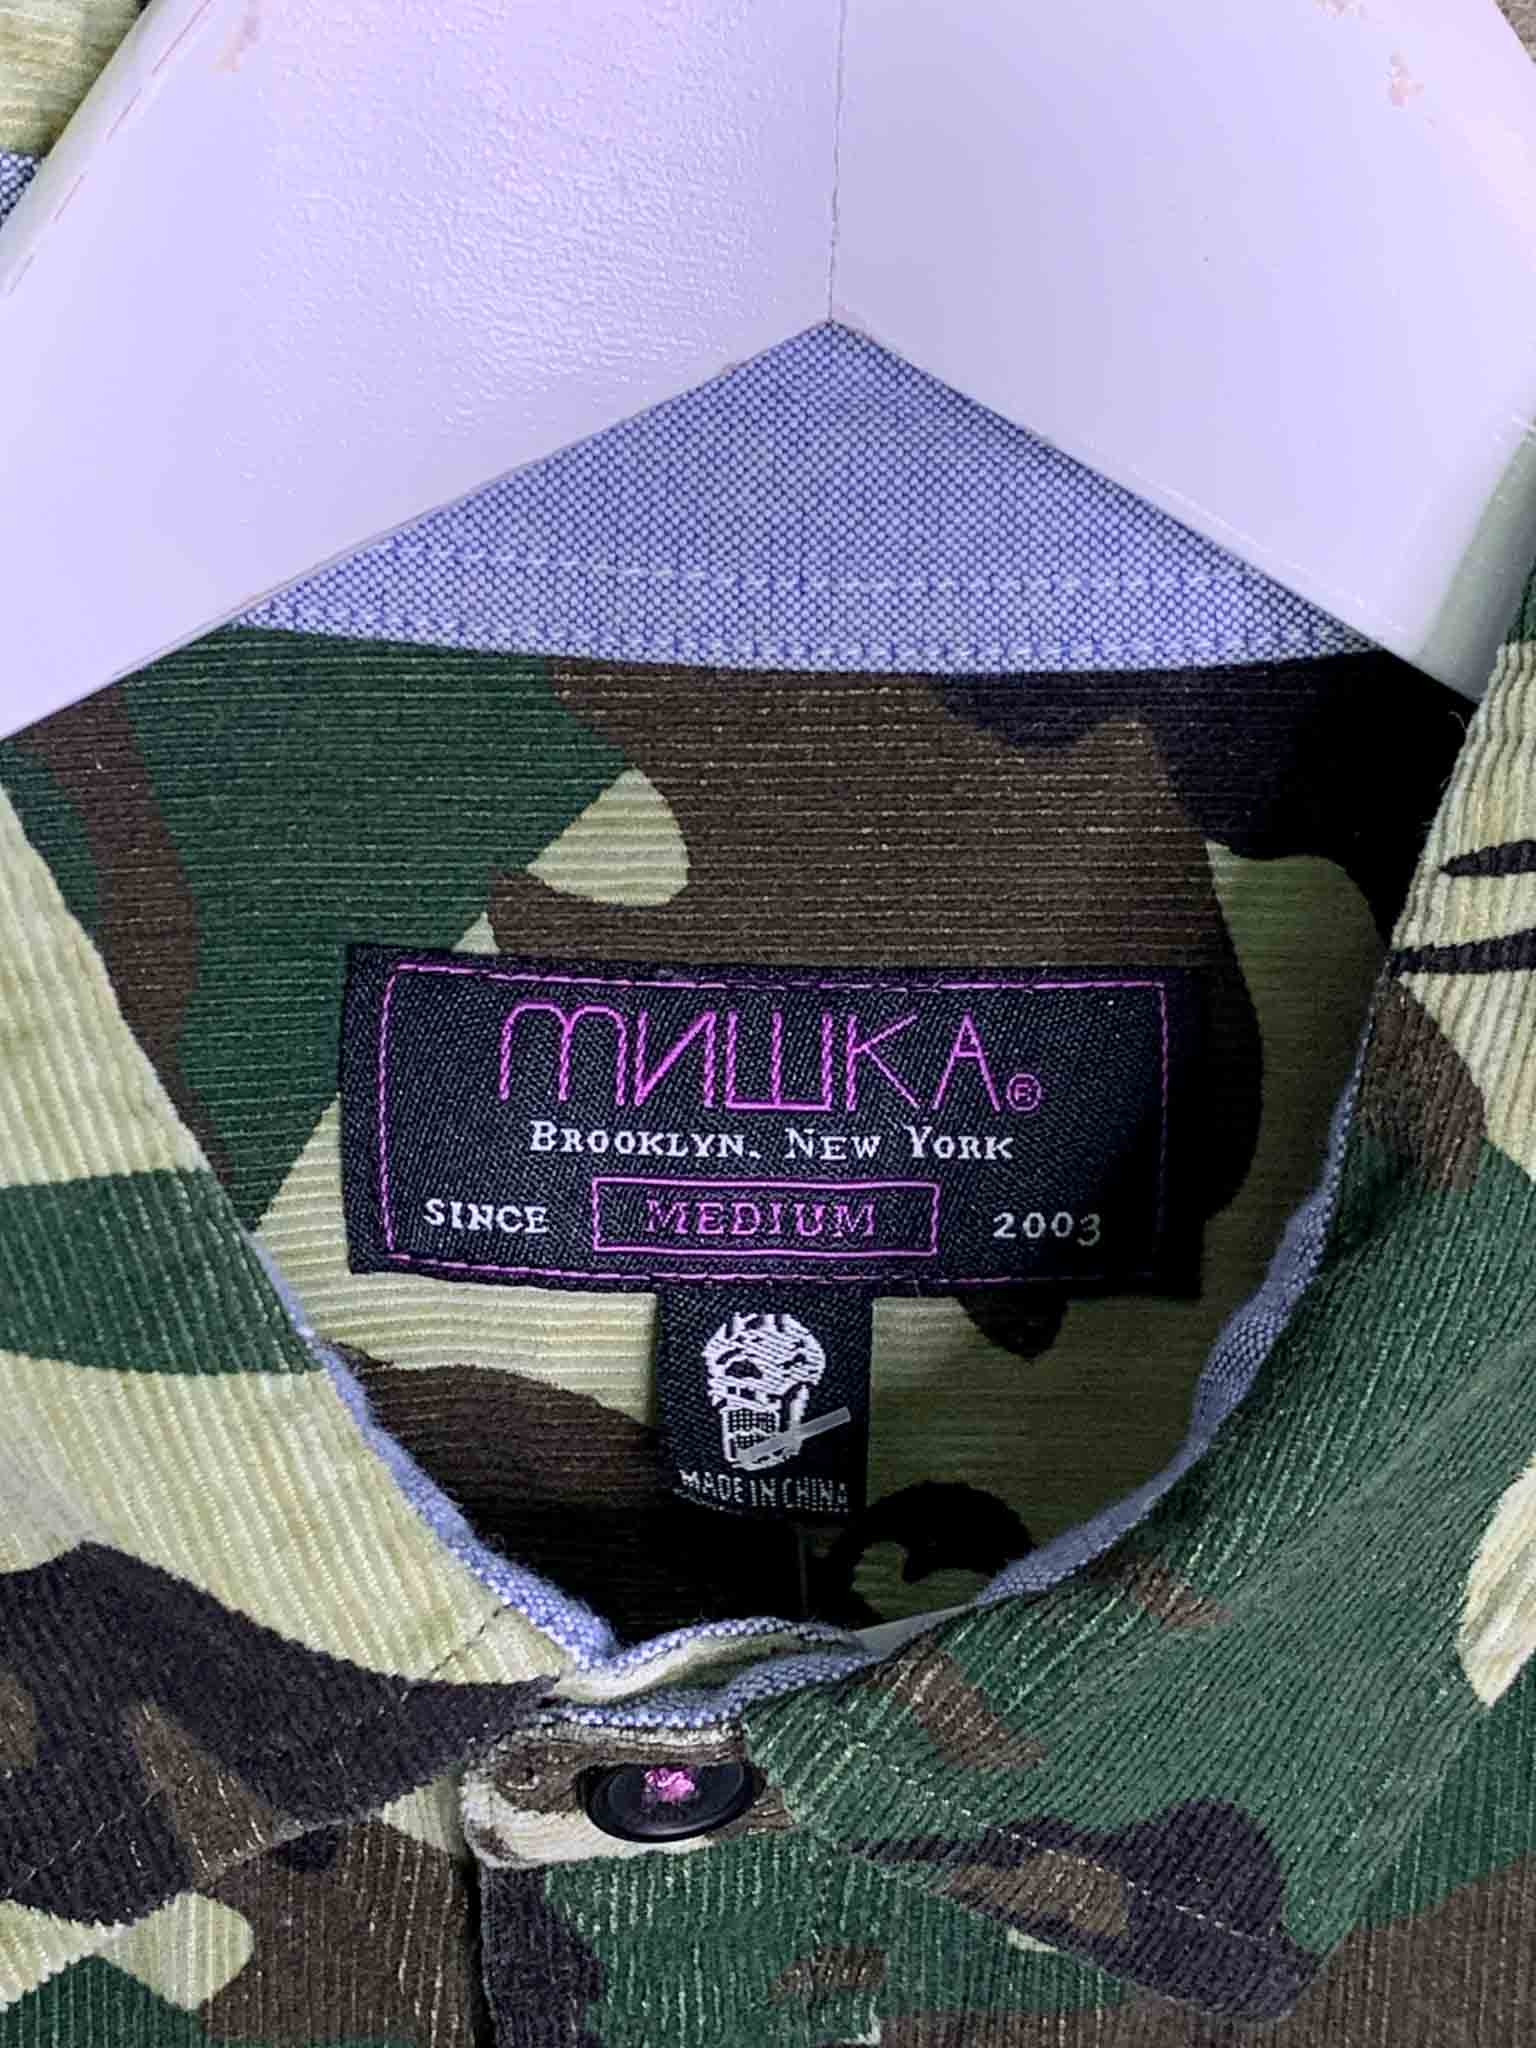 МИШКА®
BROOKLYN, NEW YORK
SINCE MEDIUM 2003
MADE IN CHINA